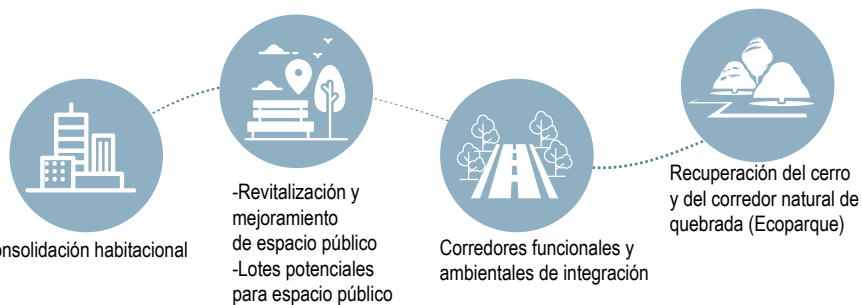 onsolidación habitacional
-Revitalización y
mejoramiento
de espacio público
-Lotes potenciales
para espacio público
Corredores funcionales y
ambientales de integración
Recuperación del cerro
y del corredor natural de
quebrada (Ecoparque)